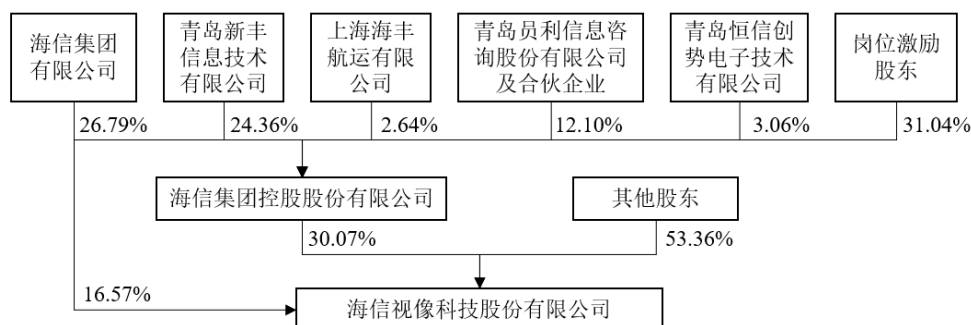 海信集团
有限公司
青岛新丰
信息技术
有限公司
上海海丰
航运有限
公司
青岛员利信息咨
询股份有限公司
及合伙企业
青岛恒信创
势电子技术
有限公司
岗位激励
股东
26.79%
24.36%
2.64%
12.10%
3.06%
31.04%
海信集团控股股份有限公司
其他股东
30.07%
53.36%
16.57%
海信视像科技股份有限公司